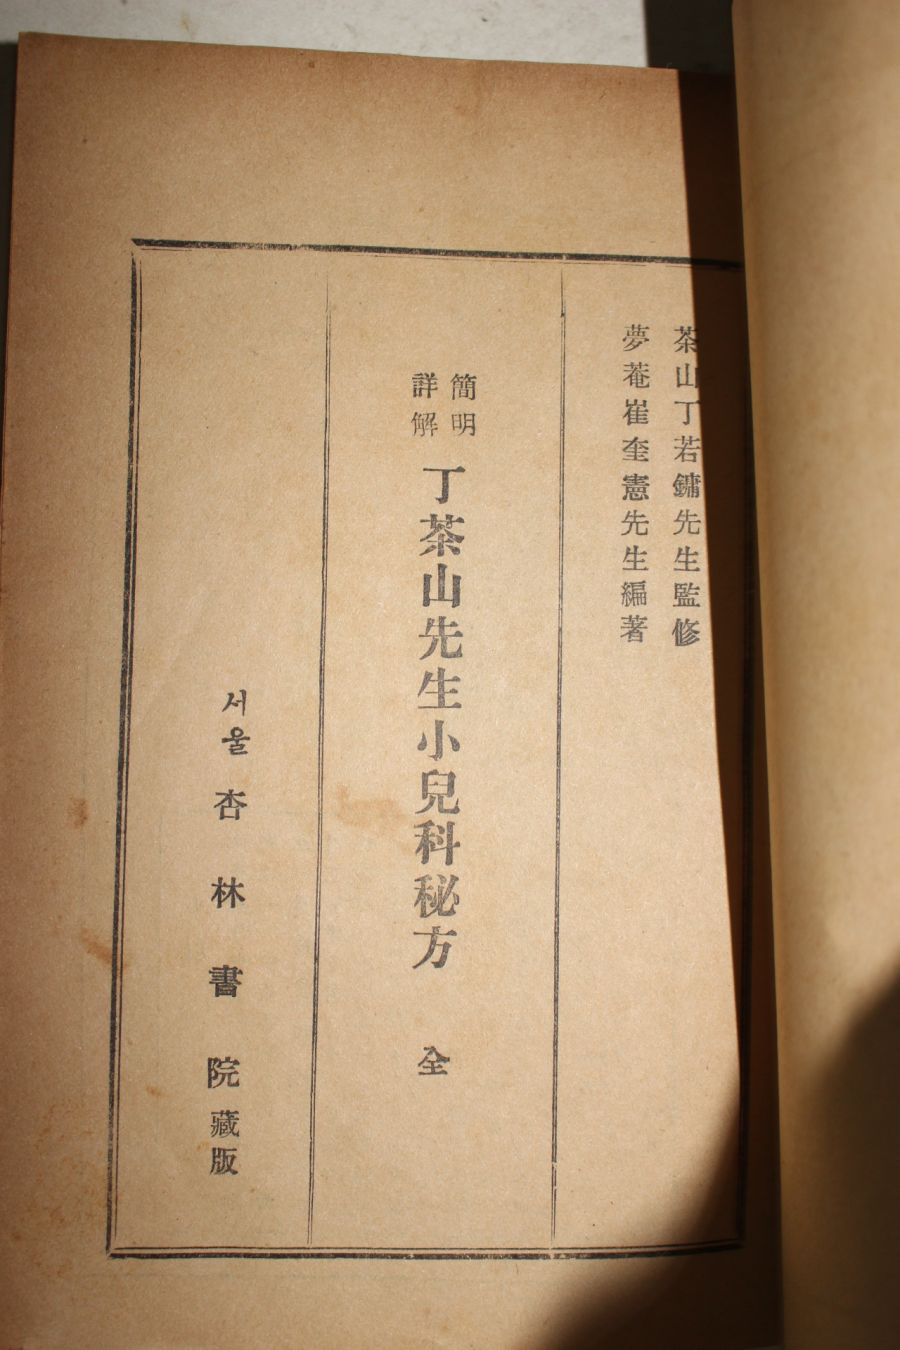 茶山丁若鏞先生監修
夢菴崔奎憲先生編著
簡明
詳解
丁茶山先生小兒科秘方 全
서울 杏林書院藏版